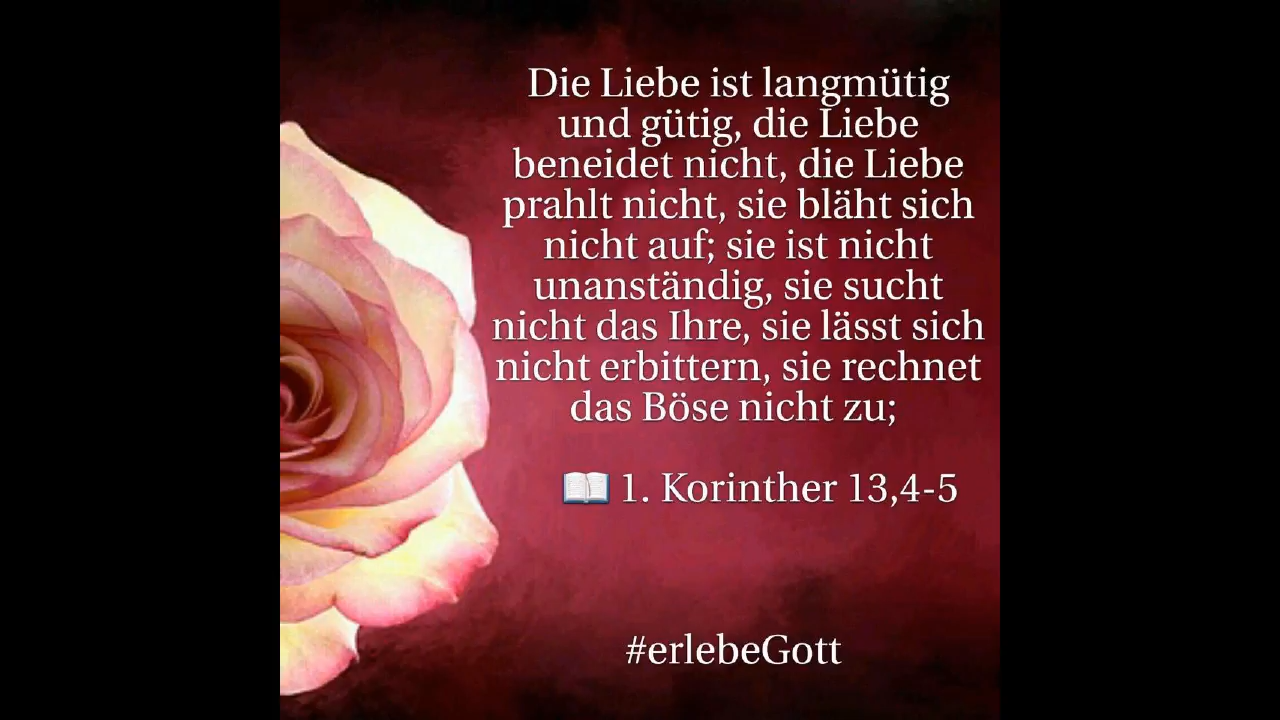 Die Liebe ist langmütig
und gütig, die Liebe
beneidet nicht, die Liebe
prahlt nicht, sie bläht sich
nicht auf; sie ist nicht
unanständig, sie sucht
nicht das Ihre, sie lässt sich
nicht erbittern, sie rechnet
das Böse nicht zu;
📖 1. Korinther 13,4-5
#erlebeGott